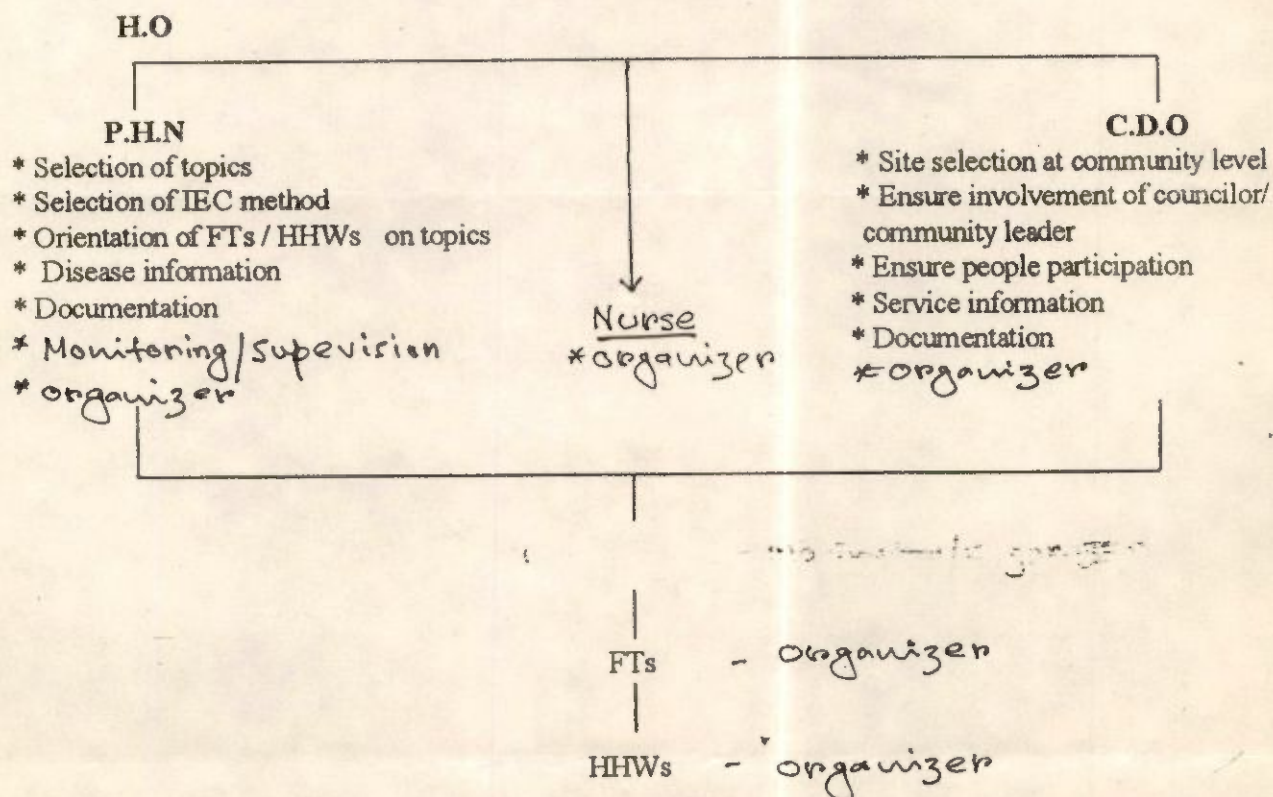 H.O
P.H.N
* Selection of topics
* Selection of IEC method
* Orientation of FTs / HHWs on topics
* Disease information
* Documentation
* Monitoring/supevision
* organizer
Nurse
*organizer
C.D.O
* Site selection at community level
* Ensure involvement of councilor/
community leader
* Ensure people participation
* Service information
* Documentation
* organizer
FTs - organizer
HHWs - organizer